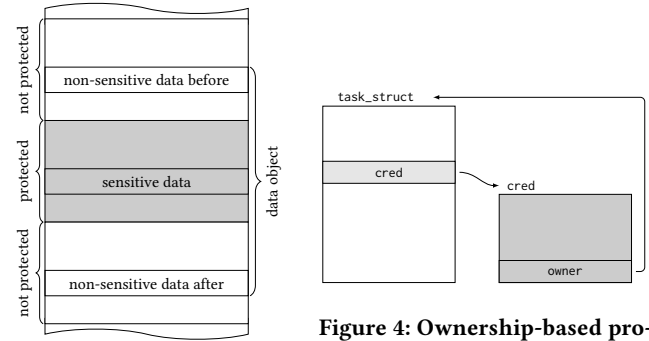 not protected
non-sensitive data before
protected
sensitive data
data object
not protected
non-sensitive data after
task_struct
cred
cred
owner
Figure 4: Ownership-based pro-